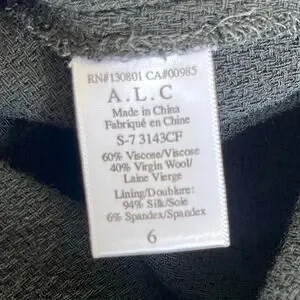 RN#130801 CA#00985
A.L.C
Made in China
Fabriqué en Chine
S-7 3143CF
60% Viscose/Viscose
40% Virgin Wool/
Laine Vierge
Lining/Doublure:
94% Silk/Soie
6% Spandex/Spandex
6